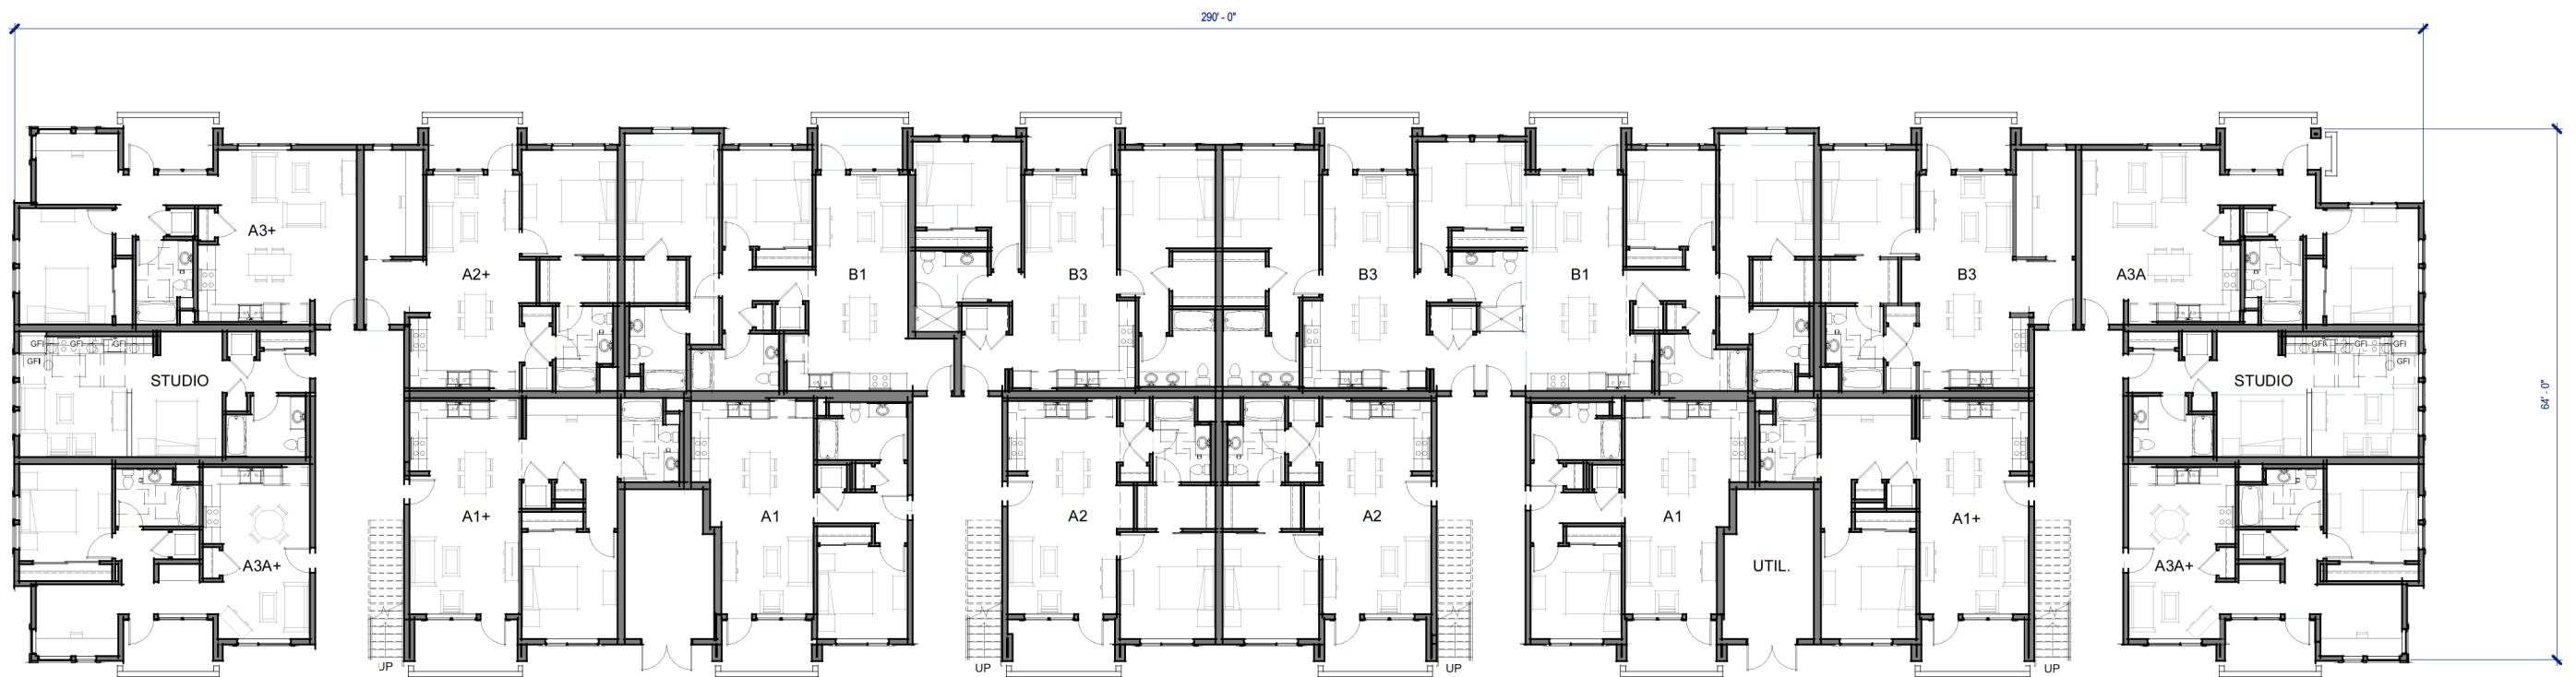 290' - 0"
A3+
A2+
B1
B3
B3
B1
B3
A3A
GFI GFI GFI
GFI
STUDIO
GFI GFI GFI
GFI
STUDIO
64' - 0"
A1+
A1
A2
A2
A1
A1+
A3A+
UTIL.
A3A+
UP
UP
UP
UP